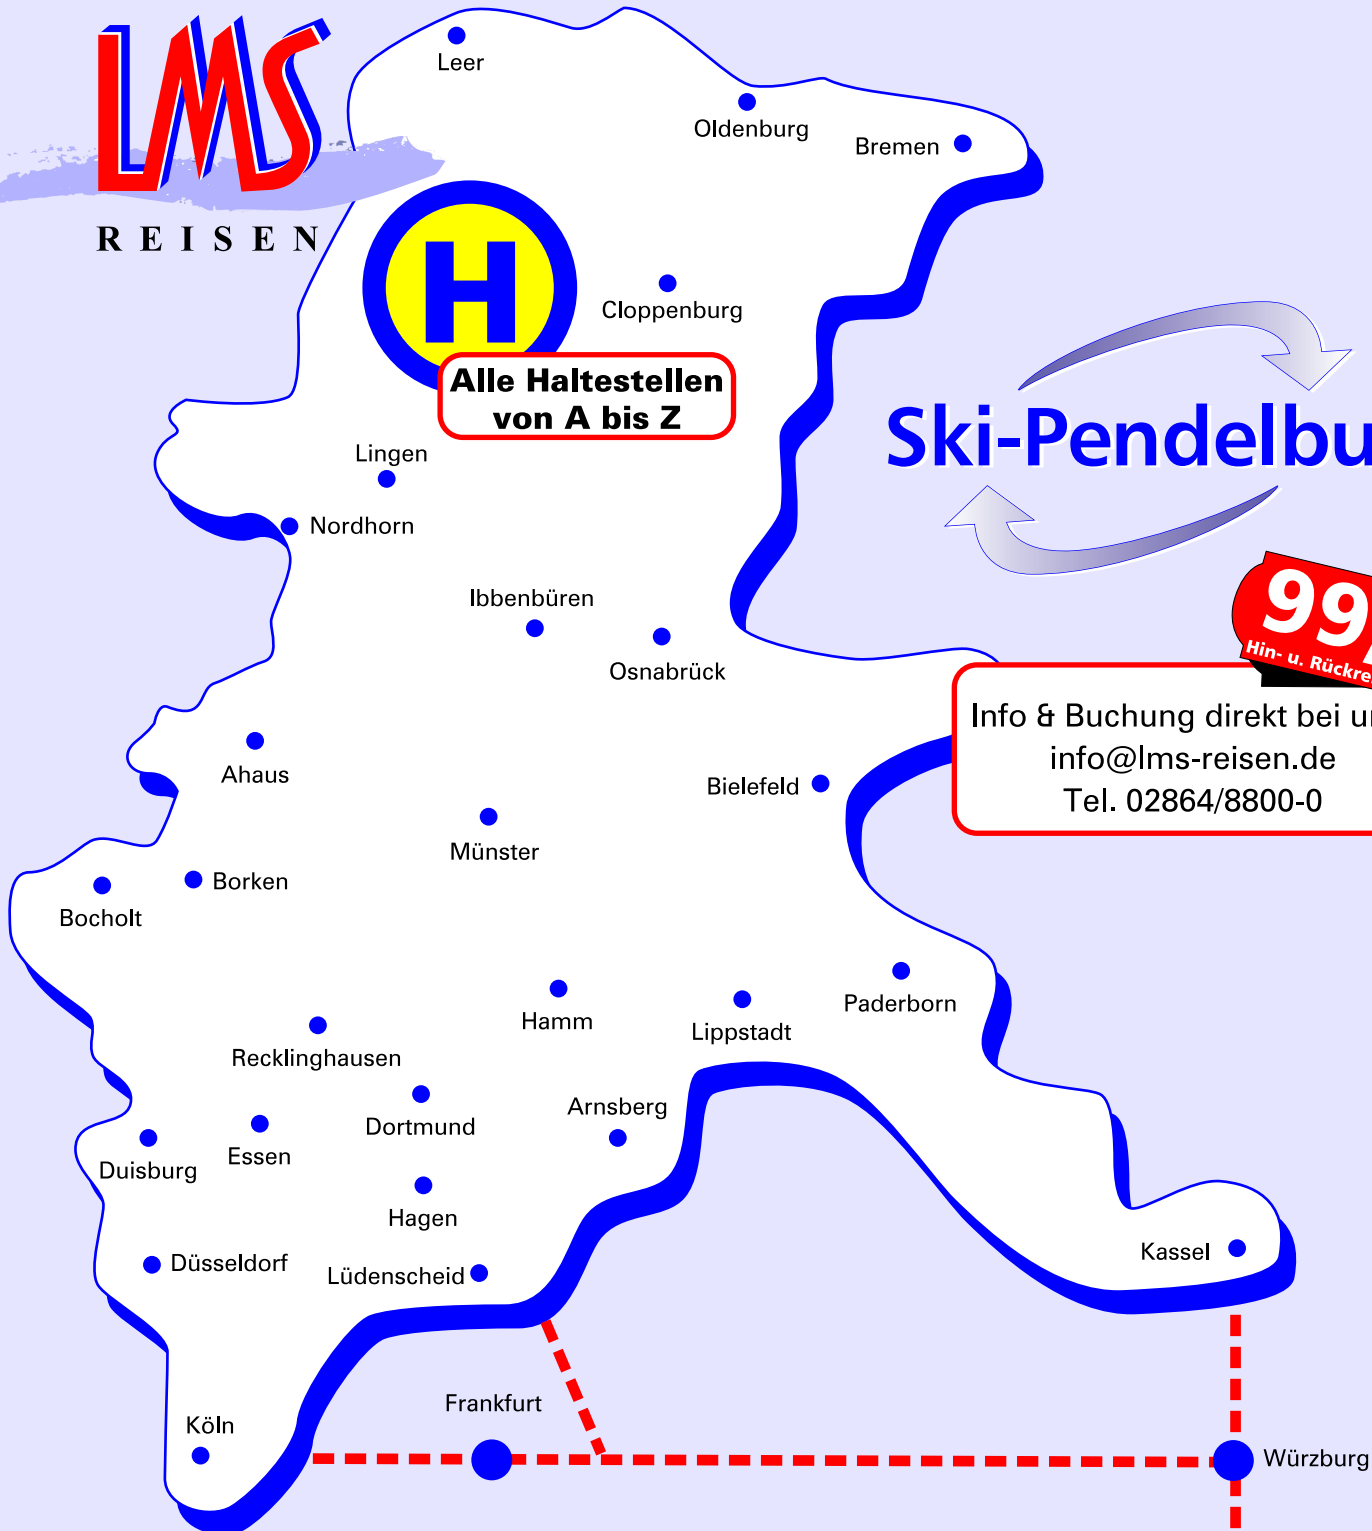 LMS
REISEN
Leer
Oldenburg
Bremen
H
Cloppenburg
Alle Haltestellen
von A bis Z
Ski-Pendelbu
Lingen
Nordhorn
99,
Hin- u. Rückre
Ibbenbüren
Osnabrück
Info & Buchung direkt bei u
info@lms-reisen.de
Tel. 02864/8800-0
Ahaus
Bielefeld
Münster
Borken
Bocholt
Paderborn
Hamm
Lippstadt
Recklinghausen
Arnsberg
Dortmund
Essen
Duisburg
Hagen
Kassel
Düsseldorf
Lüdenscheid
Frankfurt
Köln
Würzburg